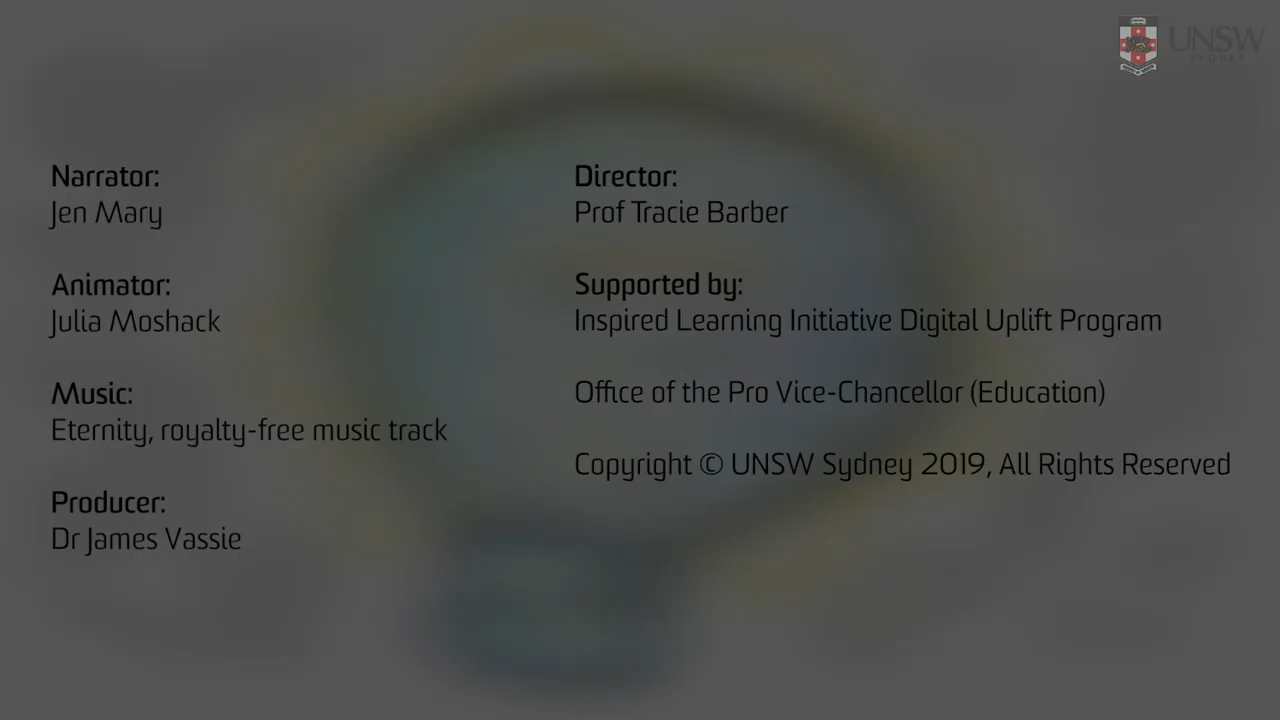 UNSW
SYDNEY
Narrator:
Jen Mary
Animator:
Julia Moshack
Music:
Eternity, royalty-free music track
Producer:
Dr James Vassie
Director:
Prof Tracie Barber
Supported by:
Inspired Learning Initiative Digital Uplift Program
Office of the Pro Vice-Chancellor (Education)
Copyright © UNSW Sydney 2019, All Rights Reserved